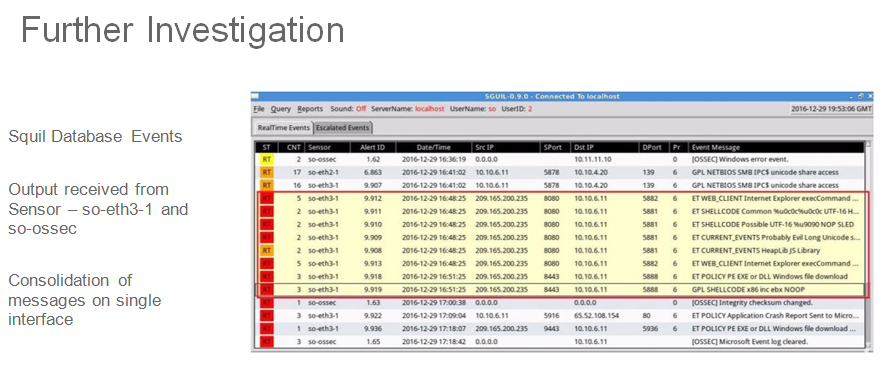 Further Investigation
Squil Database Events
Output received from
Sensor – so-eth3-1 and
so-ossec
Consolidation of
messages on single
interface
SGUIL-0.9.0 - Connected To localhost
File Query Reports Sound: Off ServerName: localhost UserName: so UserID: 2 2016-12-29 19:53:06 GMT
RealTime Events Escalated Events
ST CNT Sensor Alert ID Date/Time Src IP SPort Dst IP DPort Pr Event Message
RT 2 so-ossec 1.62 2016-12-29 16:36:19 0.0.0.0 10.11.11.10 0 [OSSEC] Windows error event.
RT 17 so-eth2-1 6.863 2016-12-29 16:41:02 10.10.6.11 5878 10.10.4.20 139 6 GPL NETBIOS SMB IPC$ unicode share access
RT 16 so-eth3-1 9.907 2016-12-29 16:41:02 10.10.6.11 5878 10.10.4.20 139 6 GPL NETBIOS SMB IPC$ unicode share access
RT 5 so-eth3-1 9.912 2016-12-29 16:48:25 209.165.200.235 8080 10.10.6.11 5882 6 ET WEB_CLIENT Internet Explorer execCommand ...
RT 2 so-eth3-1 9.911 2016-12-29 16:48:25 209.165.200.235 8080 10.10.6.11 5881 6 ET SHELLCODE Common %u0c0c%u0c0c UTF-16 H...
RT 2 so-eth3-1 9.910 2016-12-29 16:48:25 209.165.200.235 8080 10.10.6.11 5881 6 ET SHELLCODE Possible UTF-16 %u9090 NOP SLED
RT 2 so-eth3-1 9.909 2016-12-29 16:48:25 209.165.200.235 8080 10.10.6.11 5881 6 ET CURRENT_EVENTS Probably Evil Long Unicode s...
RT 2 so-eth3-1 9.908 2016-12-29 16:48:25 209.165.200.235 8080 10.10.6.11 5881 6 ET CURRENT_EVENTS HeapLib JS Library
RT 5 so-eth3-1 9.913 2016-12-29 16:48:25 209.165.200.235 8080 10.10.6.11 5882 6 ET WEB_CLIENT Internet Explorer execCommand ...
RT 3 so-eth3-1 9.918 2016-12-29 16:51:25 209.165.200.235 8443 10.10.6.11 5888 6 ET POLICY PE EXE or DLL Windows file download
RT 3 so-eth3-1 9.919 2016-12-29 16:51:25 209.165.200.235 8443 10.10.6.11 5888 6 GPL SHELLCODE x86 inc ebx NOOP
RT 1 so-ossec 1.63 2016-12-29 17:00:38 0.0.0.0 0.0.0.0 0 [OSSEC] Integrity checksum changed.
RT 3 so-eth3-1 9.922 2016-12-29 17:09:04 10.10.6.11 5916 65.52.108.154 80 6 ET POLICY Application Crash Report Sent to Micro...
RT 1 so-eth3-1 9.936 2016-12-29 17:18:07 209.165.200.235 9443 10.10.6.11 5936 6 ET POLICY PE EXE or DLL Windows file download ...
RT 3 so-ossec 1.65 2016-12-29 17:18:42 0.0.0.0 10.10.6.11 0 [OSSEC] Microsoft Event log cleared.